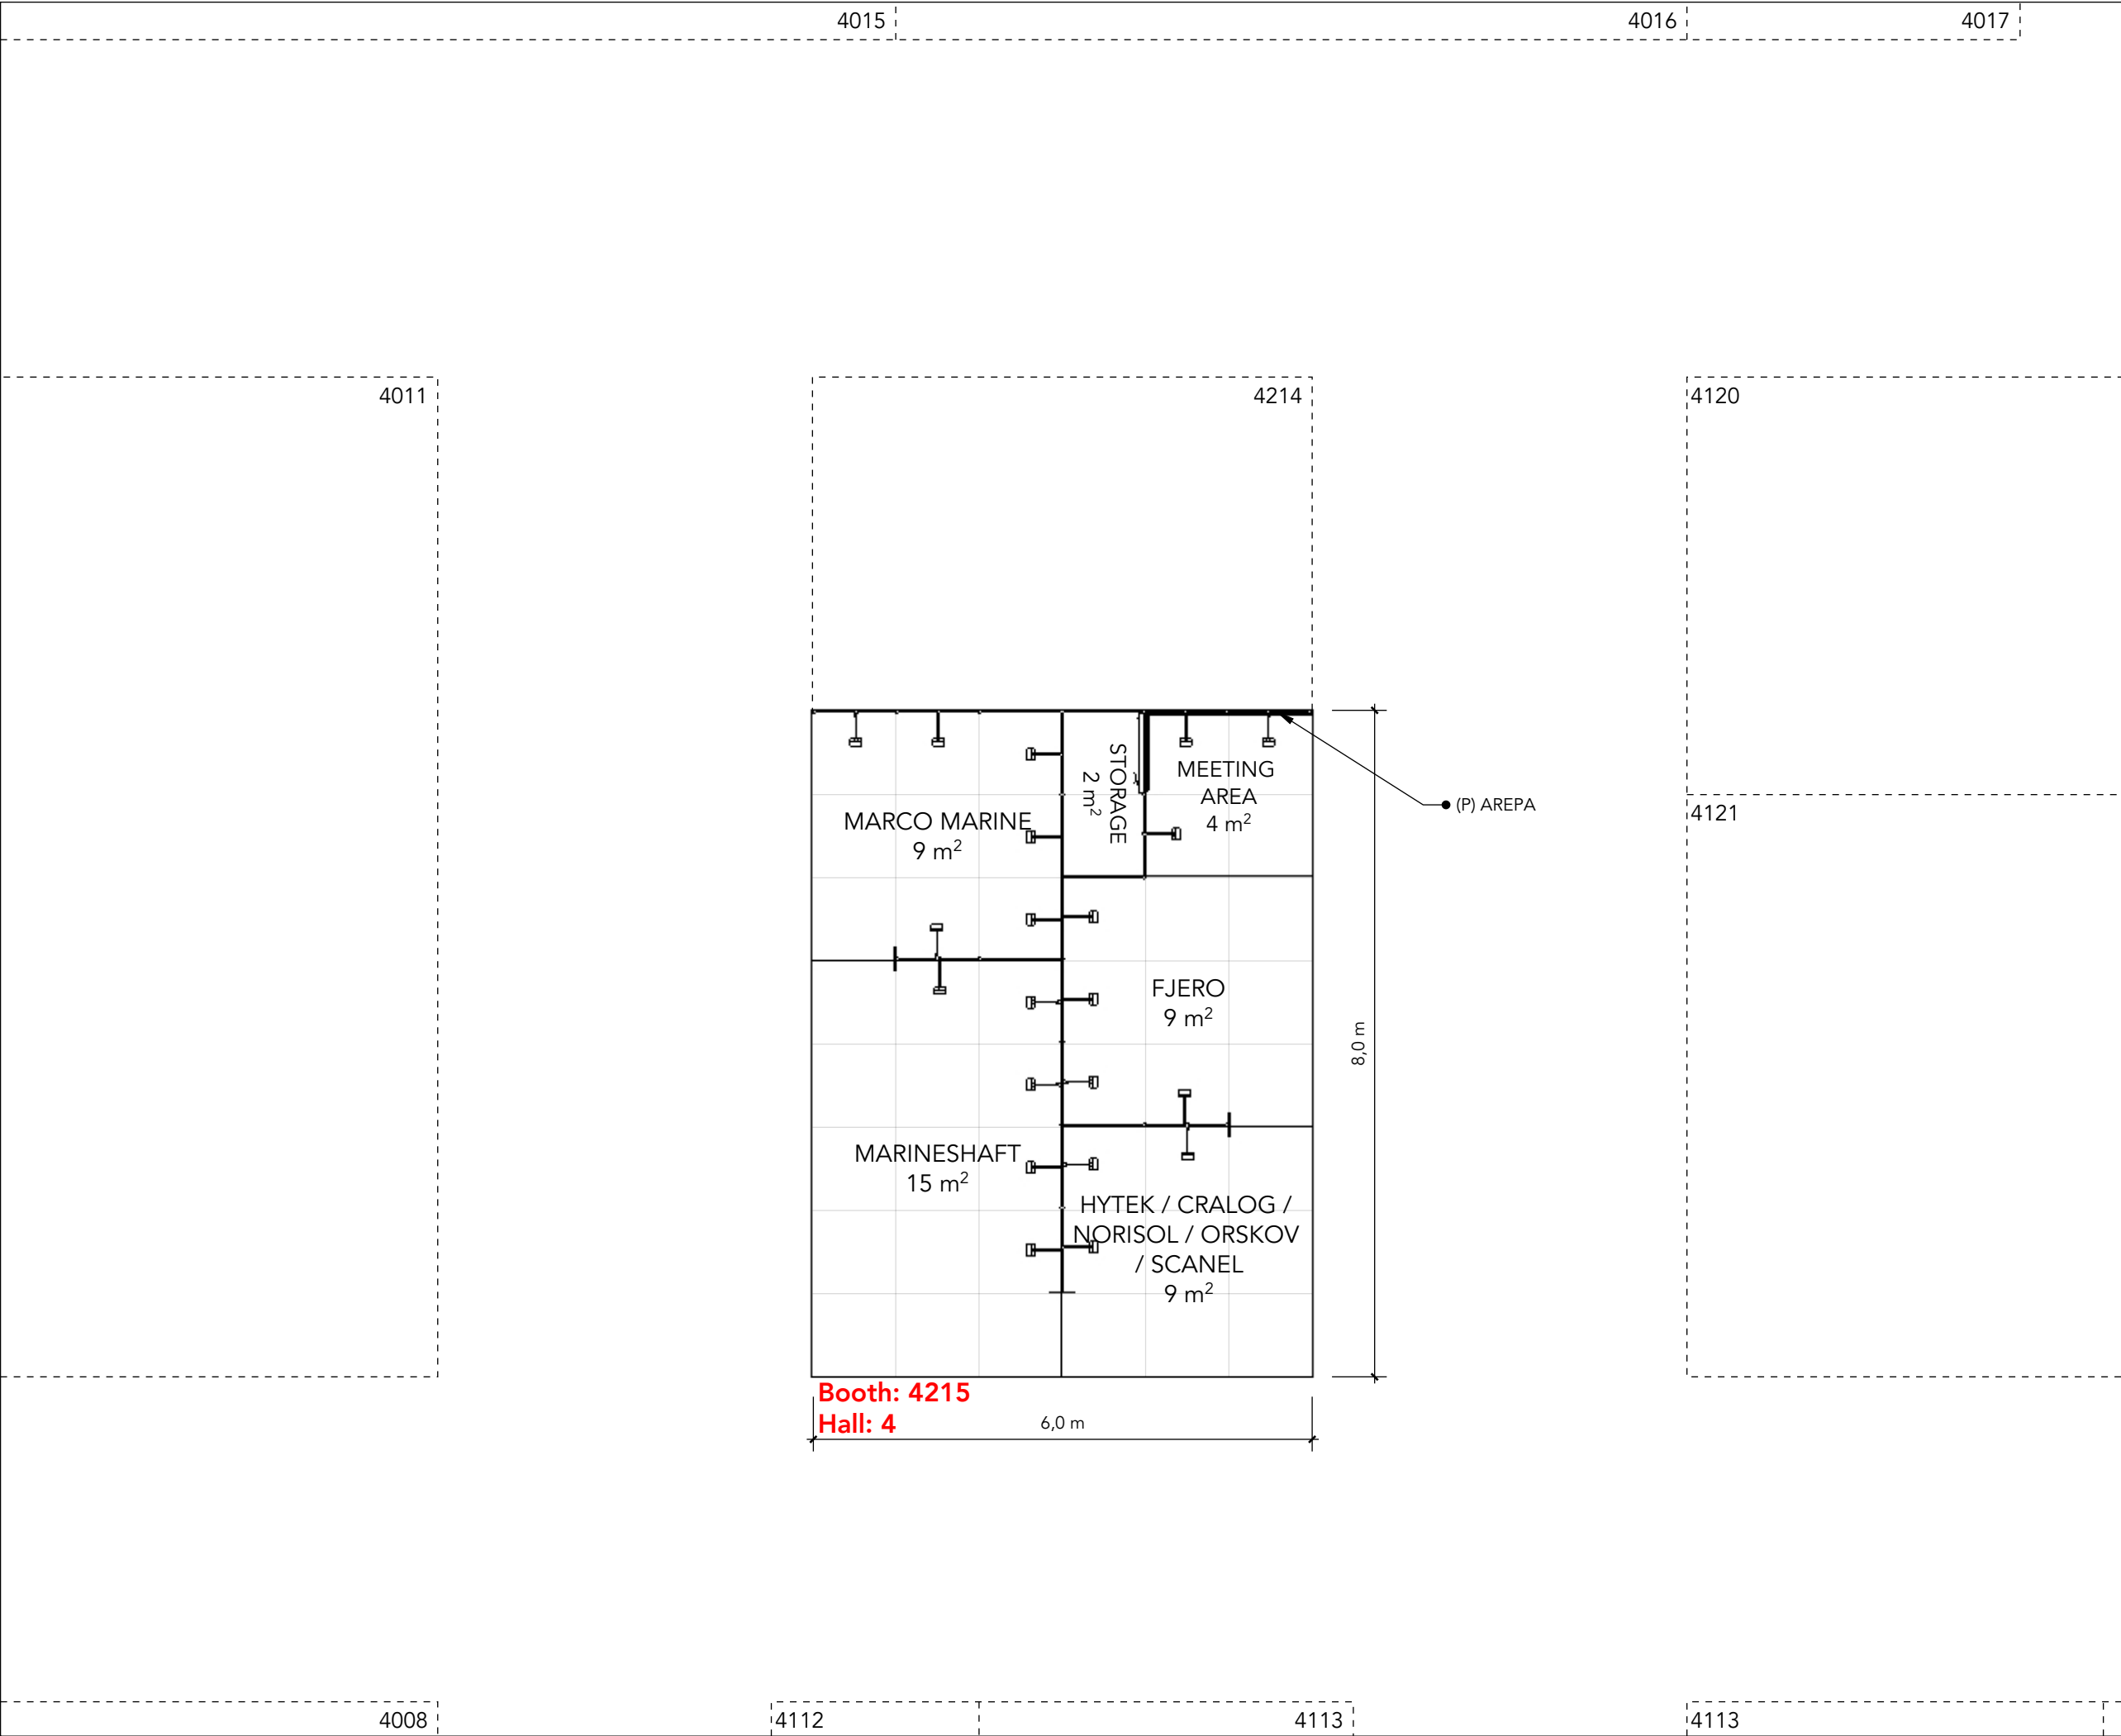 4015
4016
4017
4011
4214
4120
STORAGE
2 m²
MEETING
AREA
4 m²
(P) AREPA
4121
MARCO MARINE
9 m²
FJERO
9 m²
8,0 m
MARINESHAFT
15 m²
HYTEK / CRALOG /
NORISOL / ORSKOV
/ SCANEL
9 m²
Booth: 4215
Hall: 4
6,0 m
4008
4112
4113
4113